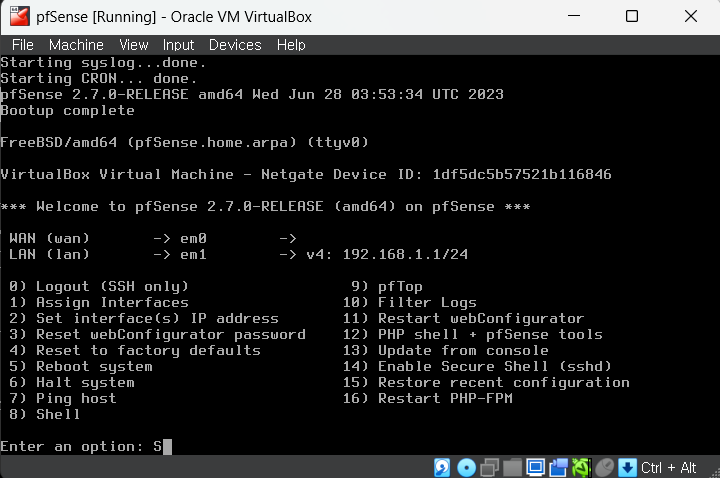 pfSense [Running] - Oracle VM VirtualBox
File Machine View Input Devices Help
Starting syslog...done.
Starting CRON... done.
pfSense 2.7.0-RELEASE amd64 Wed Jun 28 03:53:34 UTC 2023
Bootup complete
FreeBSD/amd64 (pfSense.home.arpa) (ttyv0)
VirtualBox Virtual Machine - Netgate Device ID: 1df5dc5b57521b116846
*** Welcome to pfSense 2.7.0-RELEASE (amd64) on pfSense ***
WAN (wan) -> em0 ->
LAN (lan) -> em1 -> v4: 192.168.1.1/24
0) Logout (SSH only) 9) pfTop
1) Assign Interfaces 10) Filter Logs
2) Set interface(s) IP address 11) Restart webConfigurator
3) Reset webConfigurator password 12) PHP shell + pfSense tools
4) Reset to factory defaults 13) Update from console
5) Reboot system 14) Enable Secure Shell (sshd)
6) Halt system 15) Restore recent configuration
7) Ping host 16) Restart PHP-FPM
8) Shell
Enter an option: S
Ctrl + Alt